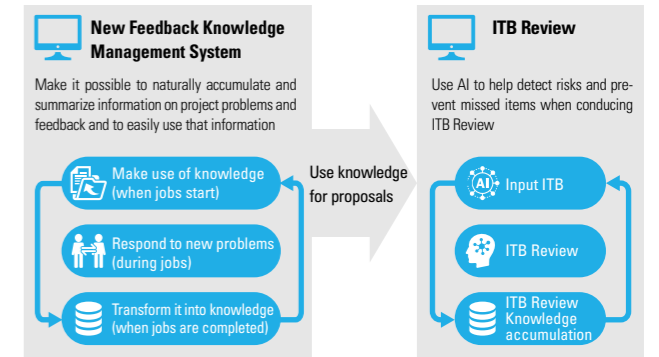 New Feedback Knowledge
Management System
Make it possible to naturally accumulate and
summarize information on project problems and
feedback and to easily use that information
Make use of knowledge
(when jobs start)
Respond to new problems
(during jobs)
Transform it into knowledge
(when jobs are completed)
Use knowledge
for proposals
ITB Review
Use AI to help detect risks and pre-
vent missed items when conducing
ITB Review
AI
Input ITB
ITB Review
ITB Review
Knowledge
accumulation